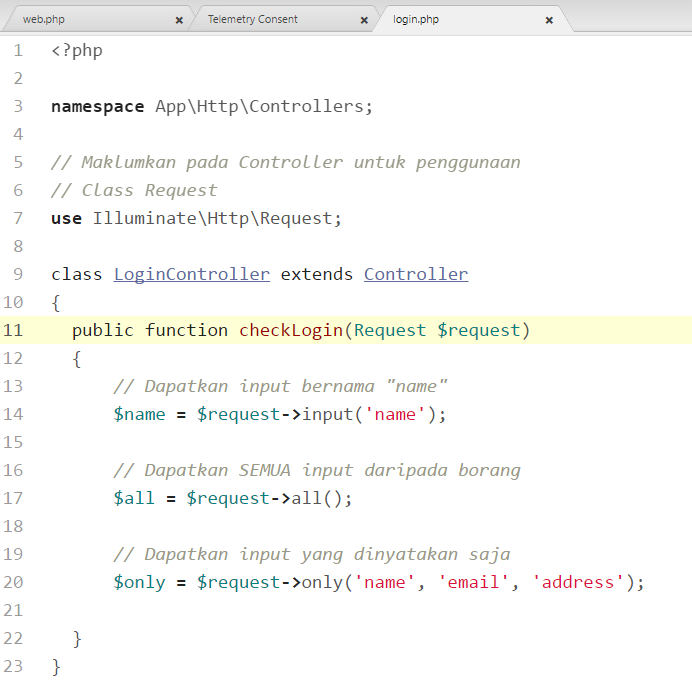 web.php × Telemetry Consent × login.php ×
1 <?php
2
3 namespace App\Http\Controllers;
4
5 // Maklumkan pada Controller untuk penggunaan
6 // Class Request
7 use Illuminate\Http\Request;
8
9 class LoginController extends Controller
10 {
11 public function checkLogin(Request $request)
12 {
13 // Dapatkan input bernama "name"
14 $name = $request->input('name');
15
16 // Dapatkan SEMUA input daripada borang
17 $all = $request->all();
18
19 // Dapatkan input yang dinyatakan saja
20 $only = $request->only('name', 'email', 'address');
21
22 }
23 }